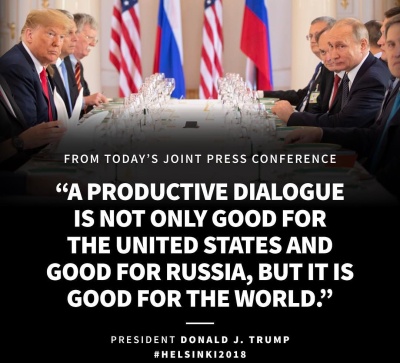 FROM TODAY'S JOINT PRESS CONFERENCE
“A PRODUCTIVE DIALOGUE
IS NOT ONLY GOOD FOR
THE UNITED STATES AND
GOOD FOR RUSSIA, BUT IT IS
GOOD FOR THE WORLD.”
PRESIDENT DONALD J. TRUMP
#HELSINKI2018